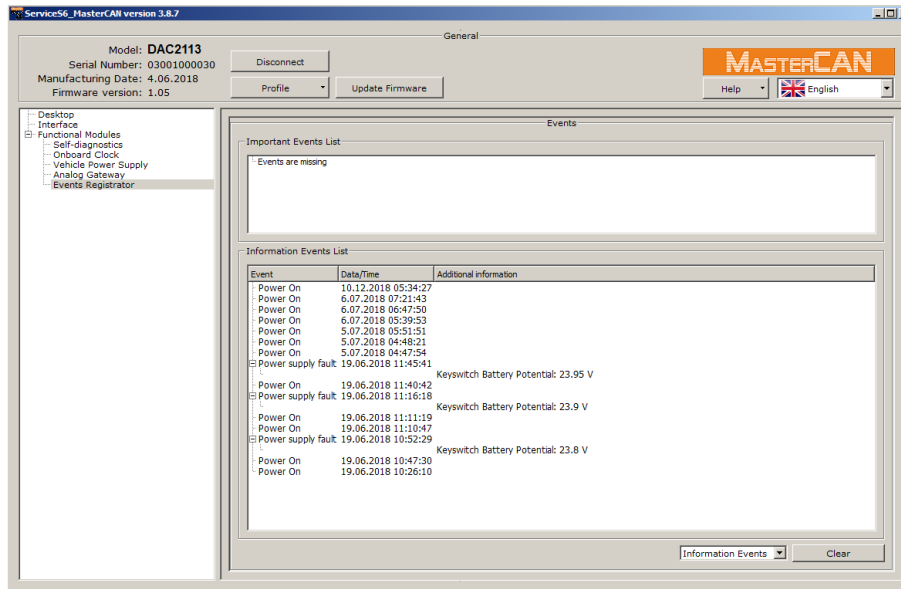 ServiceS6_MasterCAN version 3.8.7
General
Model: DAC2113
Serial Number: 03001000030
Manufacturing Date: 4.06.2018
Firmware version: 1.05
Disconnect
Profile
Update Firmware
MASTERCAN
Help
English
Desktop
Interface
Functional Modules
Self-diagnostics
Onboard Clock
Vehicle Power Supply
Analog Gateway
Events Registrator
Events
Important Events List
Events are missing
Information Events List
Event Data/Time Additional information
Power On 10.12.2018 05:34:27
Power On 6.07.2018 07:21:43
Power On 6.07.2018 06:47:50
Power On 6.07.2018 05:39:53
Power On 5.07.2018 05:51:51
Power On 5.07.2018 04:48:21
Power On 5.07.2018 04:47:54
Power supply fault 19.06.2018 11:45:41
Keyswitch Battery Potential: 23.95 V
Power On 19.06.2018 11:40:42
Power supply fault 19.06.2018 11:16:18
Keyswitch Battery Potential: 23.9 V
Power On 19.06.2018 11:11:19
Power On 19.06.2018 11:10:47
Power supply fault 19.06.2018 10:52:29
Keyswitch Battery Potential: 23.8 V
Power On 19.06.2018 10:47:30
Power On 19.06.2018 10:26:10
Information Events
Clear